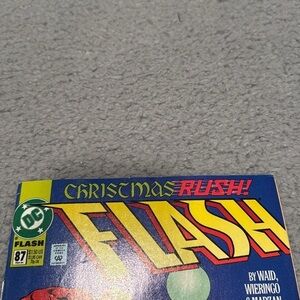 CHRISTMAS RUSH!
DC
FLASH
FLASH
87
BY WAID,
WIERINGO
& MARZAN